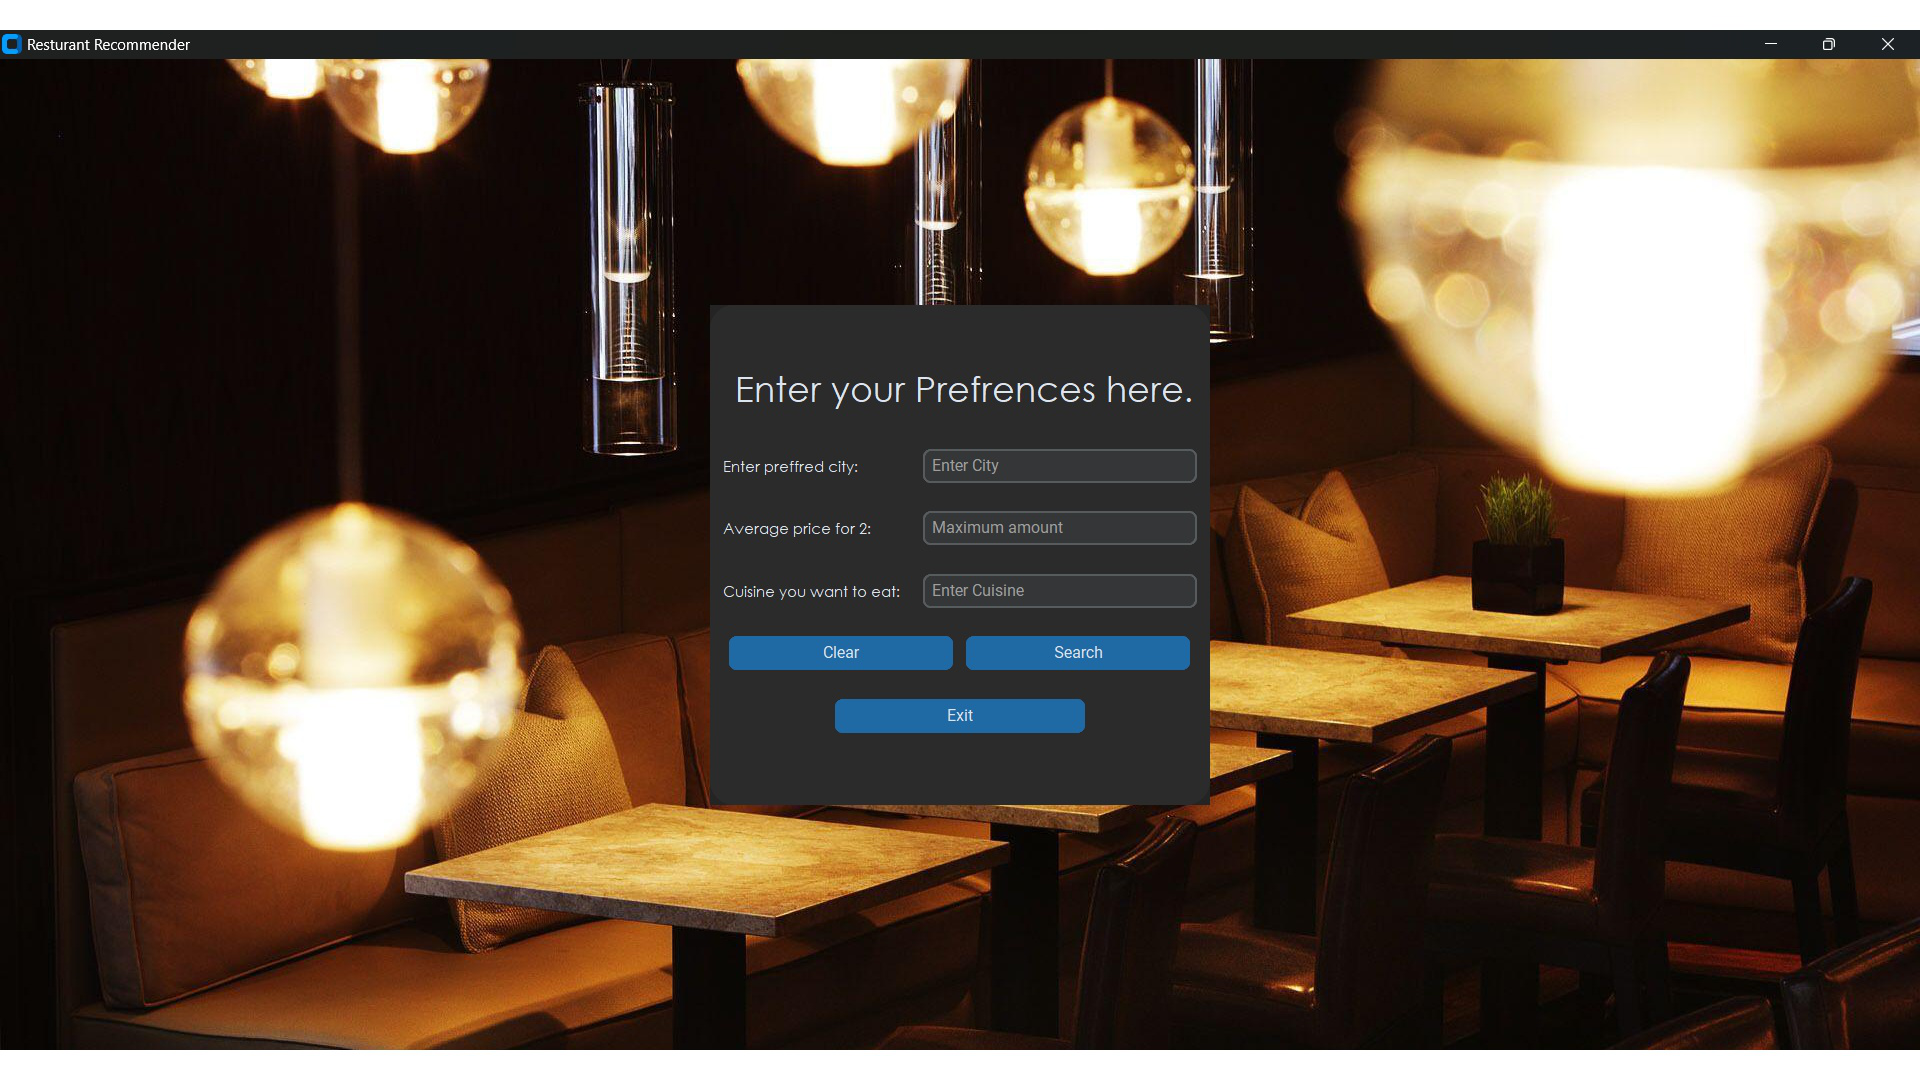 Resturant Recommender
Enter your Prefrences here.
Enter preffred city:
Enter City
Average price for 2:
Maximum amount
Cuisine you want to eat:
Enter Cuisine
Clear
Search
Exit